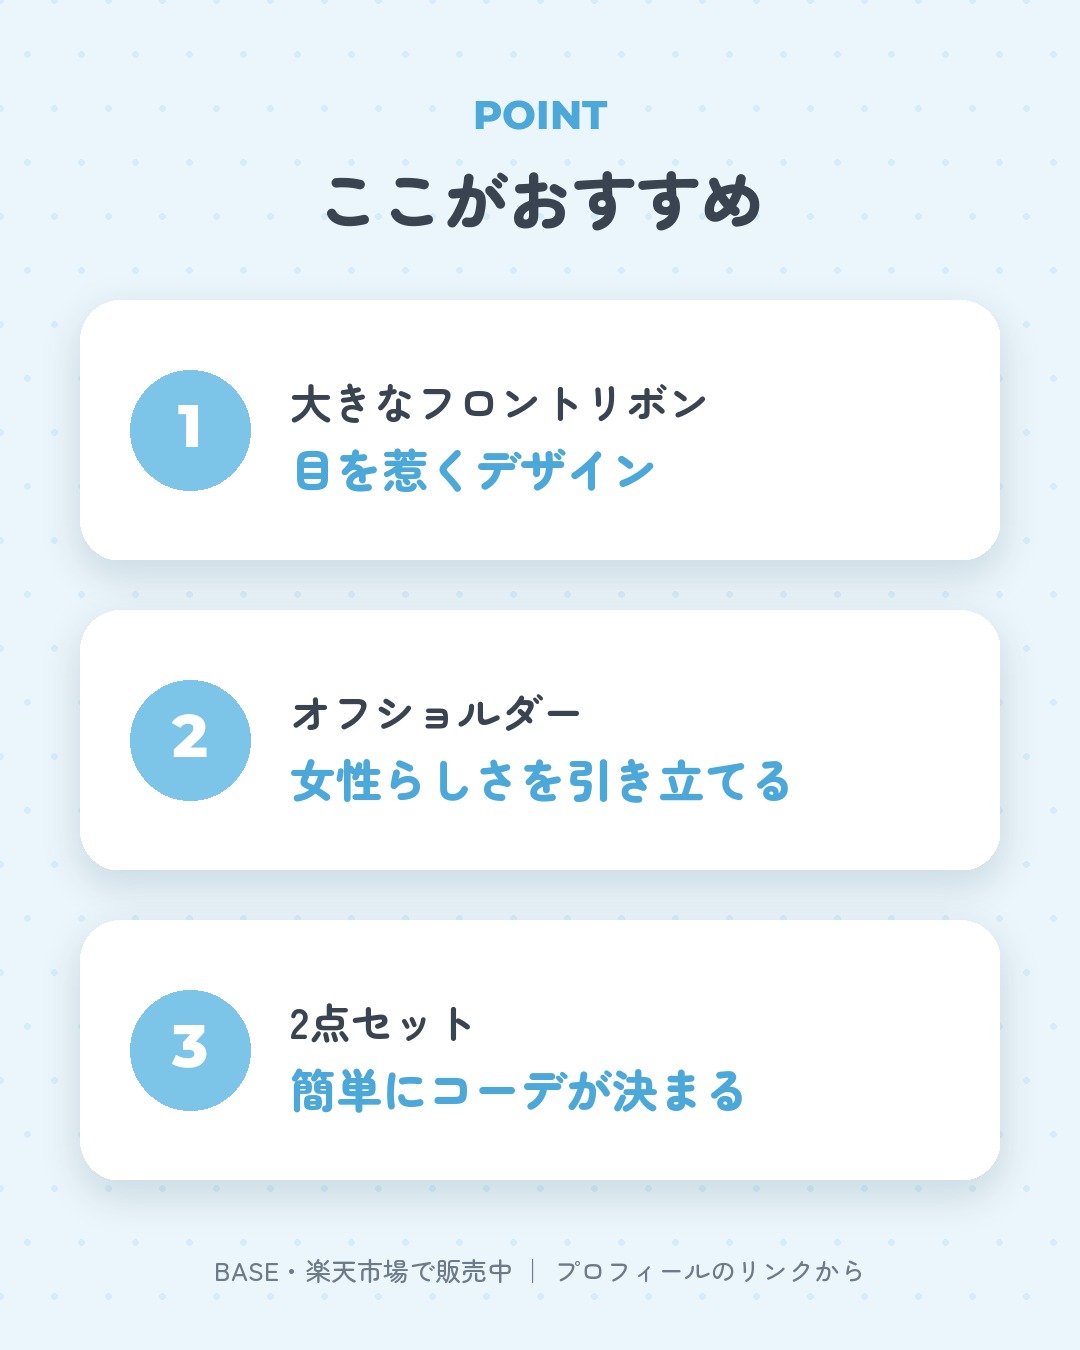 POINT
ここがおすすめ
1
大きなフロントリボン
目を惹くデザイン
2
オフショルダー
女性らしさを引き立てる
3
2点セット
簡単にコーデが決まる
BASE・楽天市場で販売中 ｜ プロフィールのリンクから